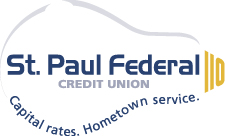 St. Paul Federal
CREDIT UNION
Capital rates. Hometown service.